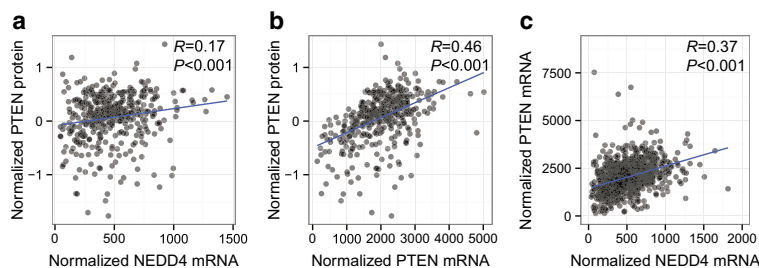 a
R=0.17
P<0.001
Normalized PTEN protein
1
0
−1
0 500 1000 1500
Normalized NEDD4 mRNA
b
R=0.46
P<0.001
Normalized PTEN protein
1
0
−1
0 1000 2000 3000 4000 5000
Normalized PTEN mRNA
c
R=0.37
P<0.001
Normalized PTEN mRNA
7500
5000
2500
0
0 500 1000 1500 2000
Normalized NEDD4 mRNA